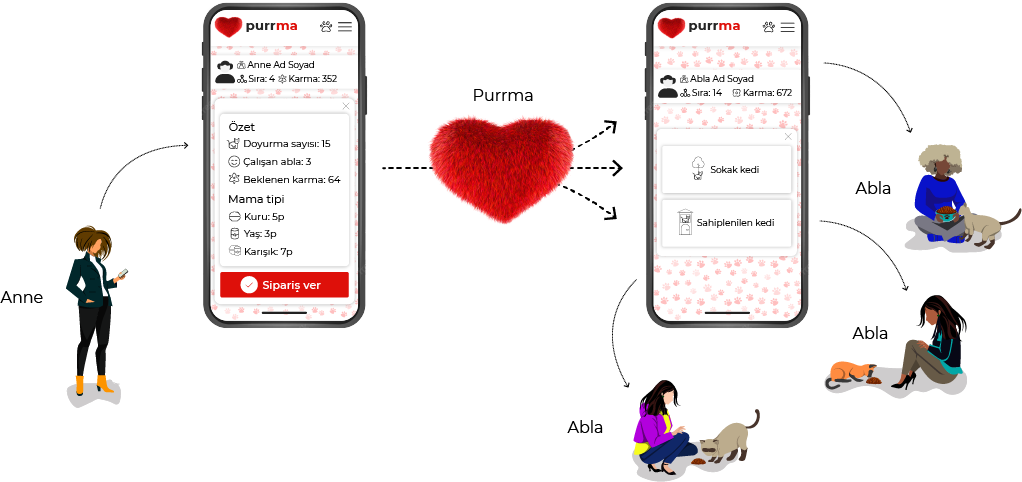 purrma
Anne Ad Soyad
Sıra: 4 Karma: 352
Özet
Doyurma sayısı: 15
Çalışan abla: 3
Beklenen karma: 64
Mama tipi
Kuru: 5p
Yaş: 3p
Karışık: 7p
Sipariş ver
Anne
Purrma
purrma
Abla Ad Soyad
Sıra: 14 Karma: 672
Sokak kedi
Sahiplenilen kedi
Abla
Abla
Abla